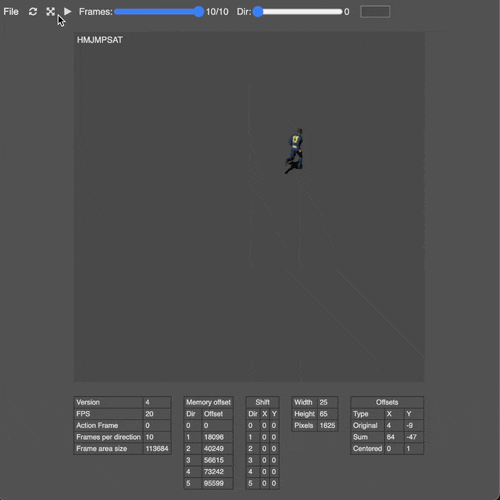 File Frames: 10/10 Dir: 0
HMJMPSAT
Version 4
FPS 20
Action Frame 0
Frames per direction 10
Frame area size 113684
Memory offset
Dir Offset
0 0
1 18096
2 40249
3 56615
4 73242
5 95599
Shift
Dir X Y
0 0 0
1 0 0
2 0 0
3 0 0
4 0 0
5 0 0
Width 25
Height 65
Pixels 1625
Offsets
Type X Y
Original 4 -9
Sum 64 -47
Centered 0 1